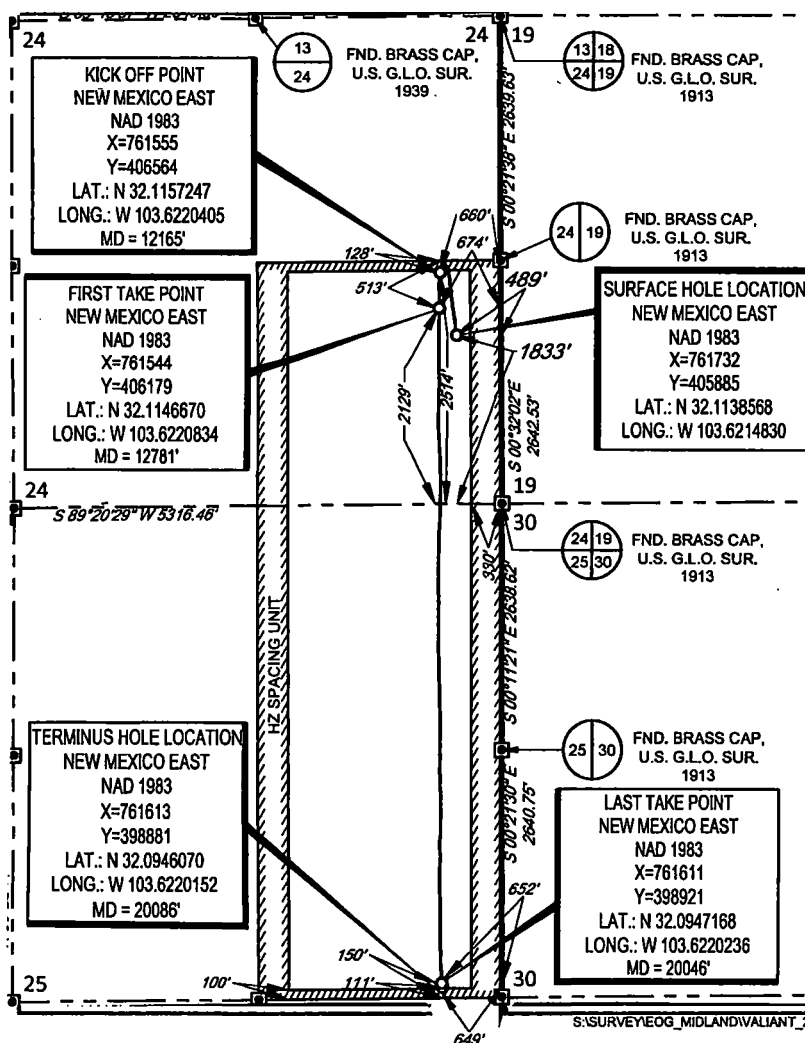 24
19
13
24
FND. BRASS CAP,
U.S. G.L.O. SUR.
1939
13 18
24 19
FND. BRASS CAP,
U.S. G.L.O. SUR.
1913
KICK OFF POINT
NEW MEXICO EAST
NAD 1983
X=761555
Y=406564
LAT.: N 32.1157247
LONG.: W 103.6220405
MD = 12165'
S 00°21'38" E 2639.63'
660'
128'
674'
24 19
FND. BRASS CAP,
U.S. G.L.O. SUR.
1913
513'
489'
FIRST TAKE POINT
NEW MEXICO EAST
NAD 1983
X=761544
Y=406179
LAT.: N 32.1146670
LONG.: W 103.6220834
MD = 12781'
SURFACE HOLE LOCATION
NEW MEXICO EAST
NAD 1983
X=761732
Y=405885
LAT.: N 32.1138568
LONG.: W 103.6214830
1833'
2129'
2514'
S 00°32'02"E
2642.53'
24
19
S 89°20'29" W 5316.46'
30
24 19
25 30
FND. BRASS CAP,
U.S. G.L.O. SUR.
1913
330'
S 00°11'21" E 2638.62'
HZ SPACING UNIT
25 30
FND. BRASS CAP,
U.S. G.L.O. SUR.
1913
TERMINUS HOLE LOCATION
NEW MEXICO EAST
NAD 1983
X=761613
Y=398881
LAT.: N 32.0946070
LONG.: W 103.6220152
MD = 20086'
S 00°21'30" E
2640.75'
LAST TAKE POINT
NEW MEXICO EAST
NAD 1983
X=761611
Y=398921
LAT.: N 32.0947168
LONG.: W 103.6220236
MD = 20046'
652'
150'
100'
111'
25
30
649'
S:\SURVEY\EOG_MIDLAND\VALIANT_2